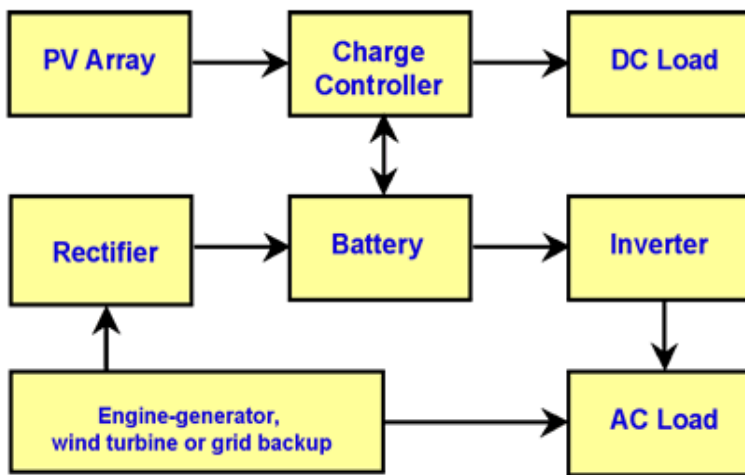 PV Array
Charge
Controller
DC Load
Rectifier
Battery
Inverter
Engine-generator,
wind turbine or grid backup
AC Load